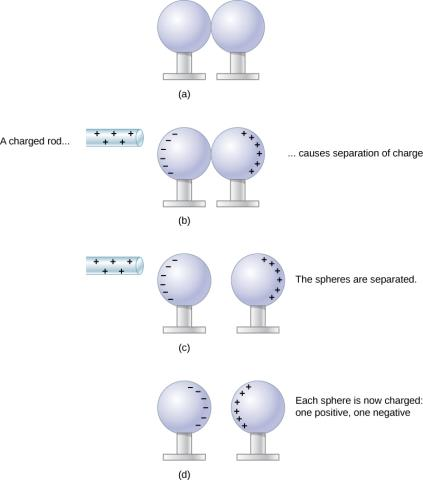 (a)
A charged rod...
+ + +
+ +
... causes separation of charge
(b)
+ + +
+ +
The spheres are separated.
(c)
Each sphere is now charged:
one positive, one negative
(d)